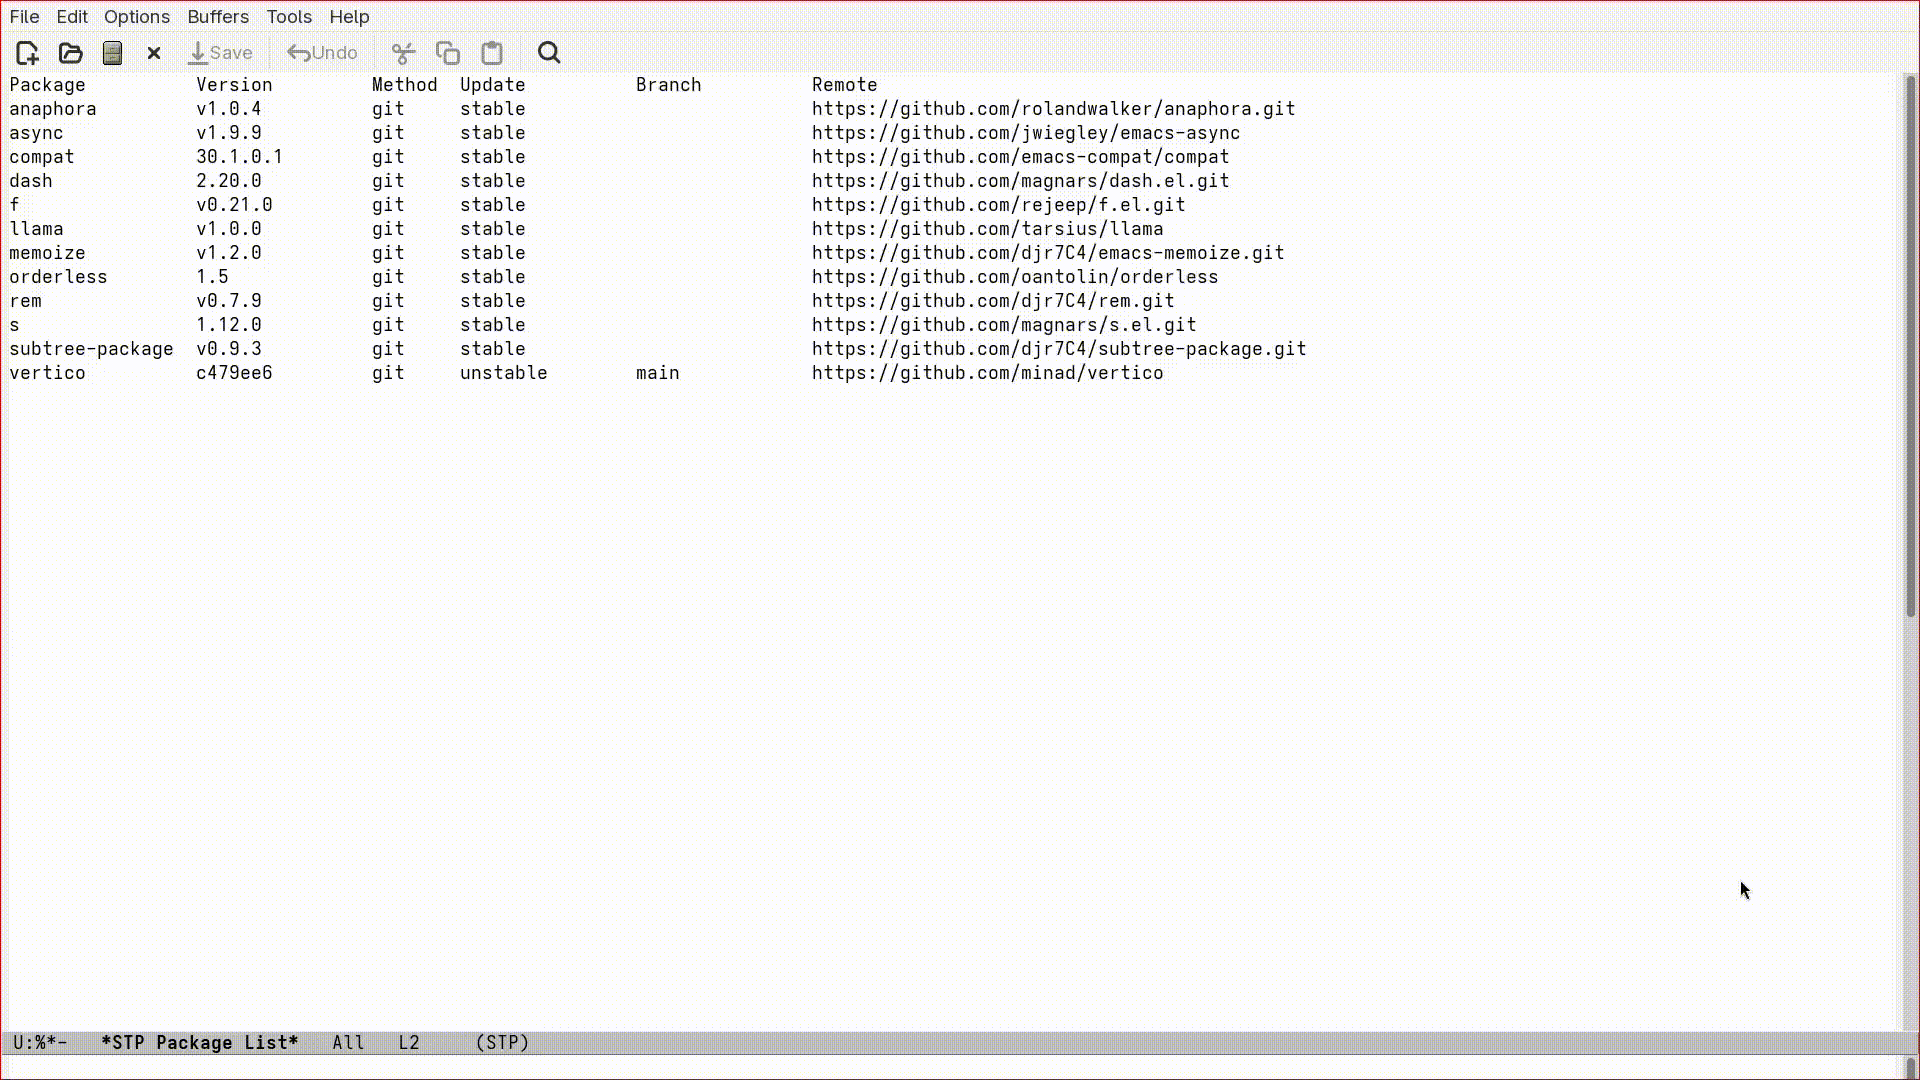 File Edit Options Buffers Tools Help
Save Undo
Package Version Method Update Branch Remote
anaphora v1.0.4 git stable https://github.com/rolandwalker/anaphora.git
async v1.9.9 git stable https://github.com/jwiegley/emacs-async
compat 30.1.0.1 git stable https://github.com/emacs-compat/compat
dash 2.20.0 git stable https://github.com/magnars/dash.el.git
f v0.21.0 git stable https://github.com/rejeep/f.el.git
llama v1.0.0 git stable https://github.com/tarsius/llama
memoize v1.2.0 git stable https://github.com/djr7C4/emacs-memoize.git
orderless 1.5 git stable https://github.com/oantolin/orderless
rem v0.7.9 git stable https://github.com/djr7C4/rem.git
s 1.12.0 git stable https://github.com/magnars/s.el.git
subtree-package v0.9.3 git stable https://github.com/djr7C4/subtree-package.git
vertico c479ee6 git unstable main https://github.com/minad/vertico
U:%*- *STP Package List* All L2 (STP)